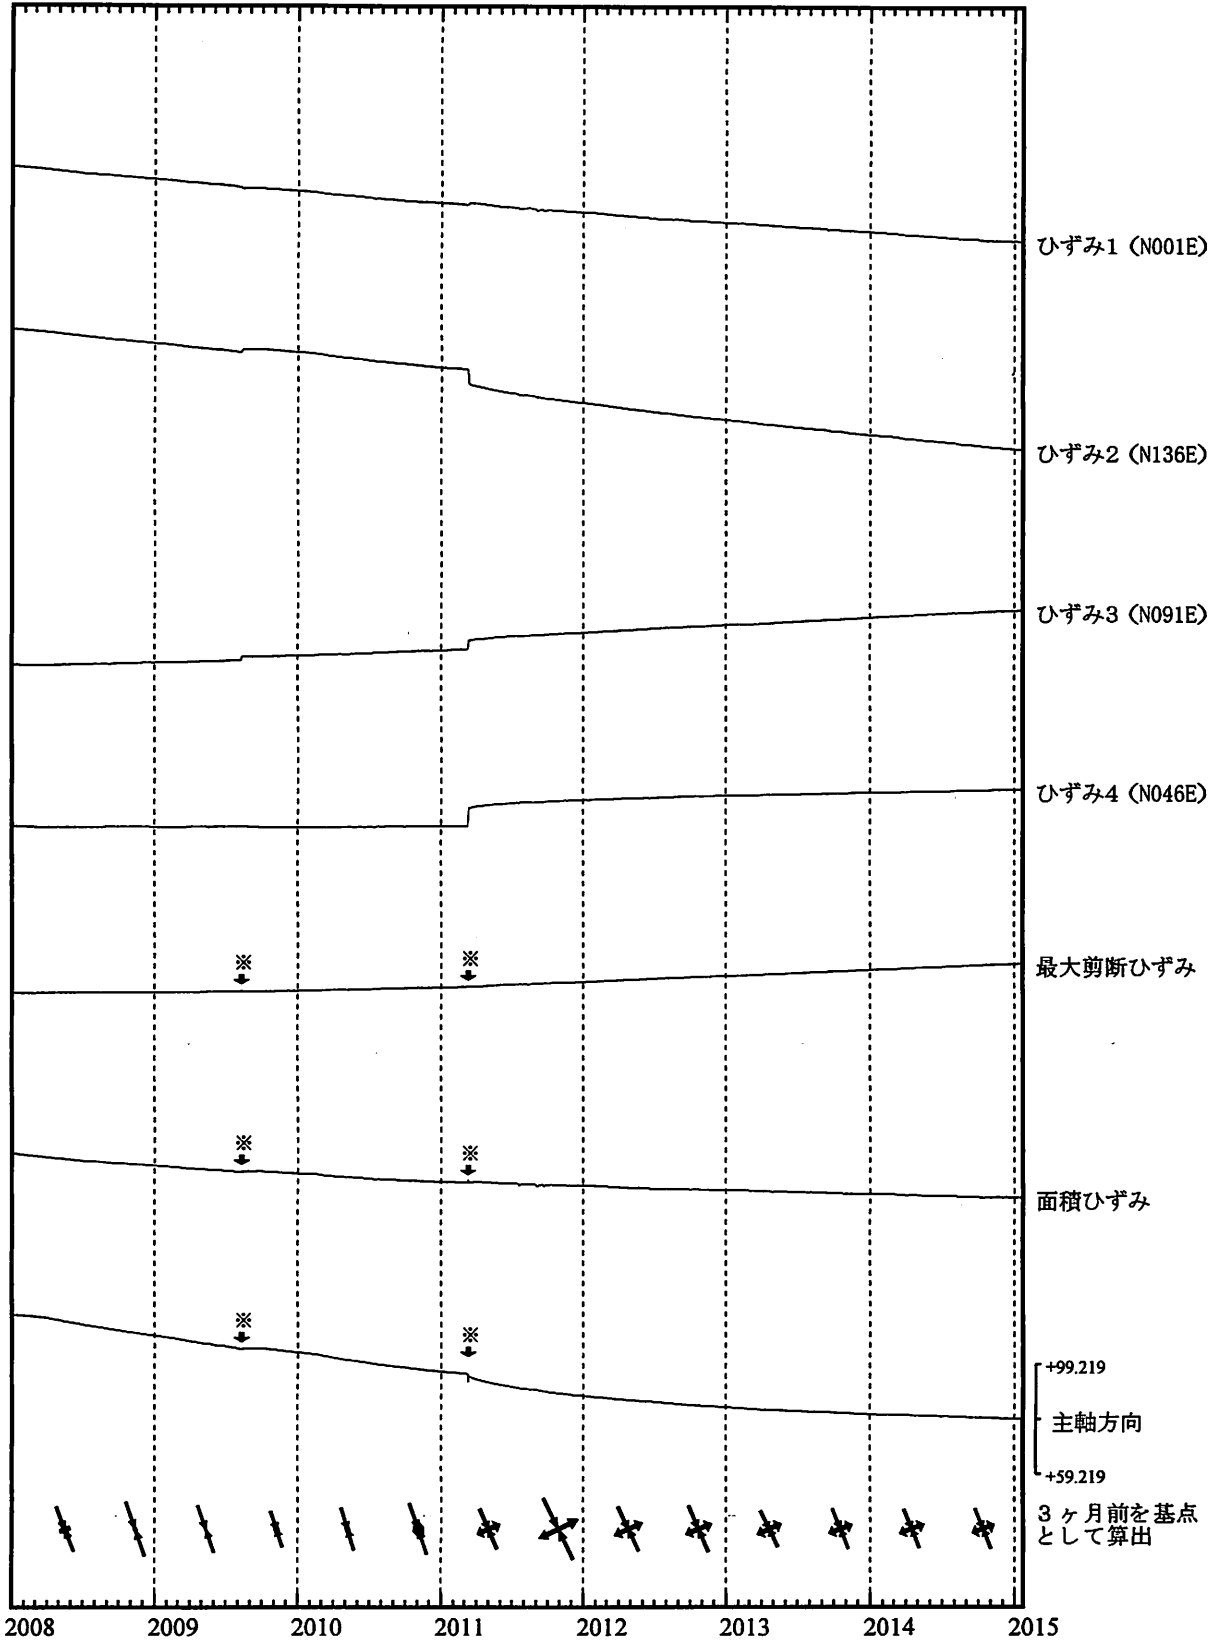 ひずみ1 (N001E)
ひずみ2 (N136E)
ひずみ3 (N091E)
ひずみ4 (N046E)
※ ※
最大剪断ひずみ
※ ※
面積ひずみ
※ ※
+99.219
主軸方向
+59.219
3ヶ月前を基点
として算出
2008 2009 2010 2011 2012 2013 2014 2015